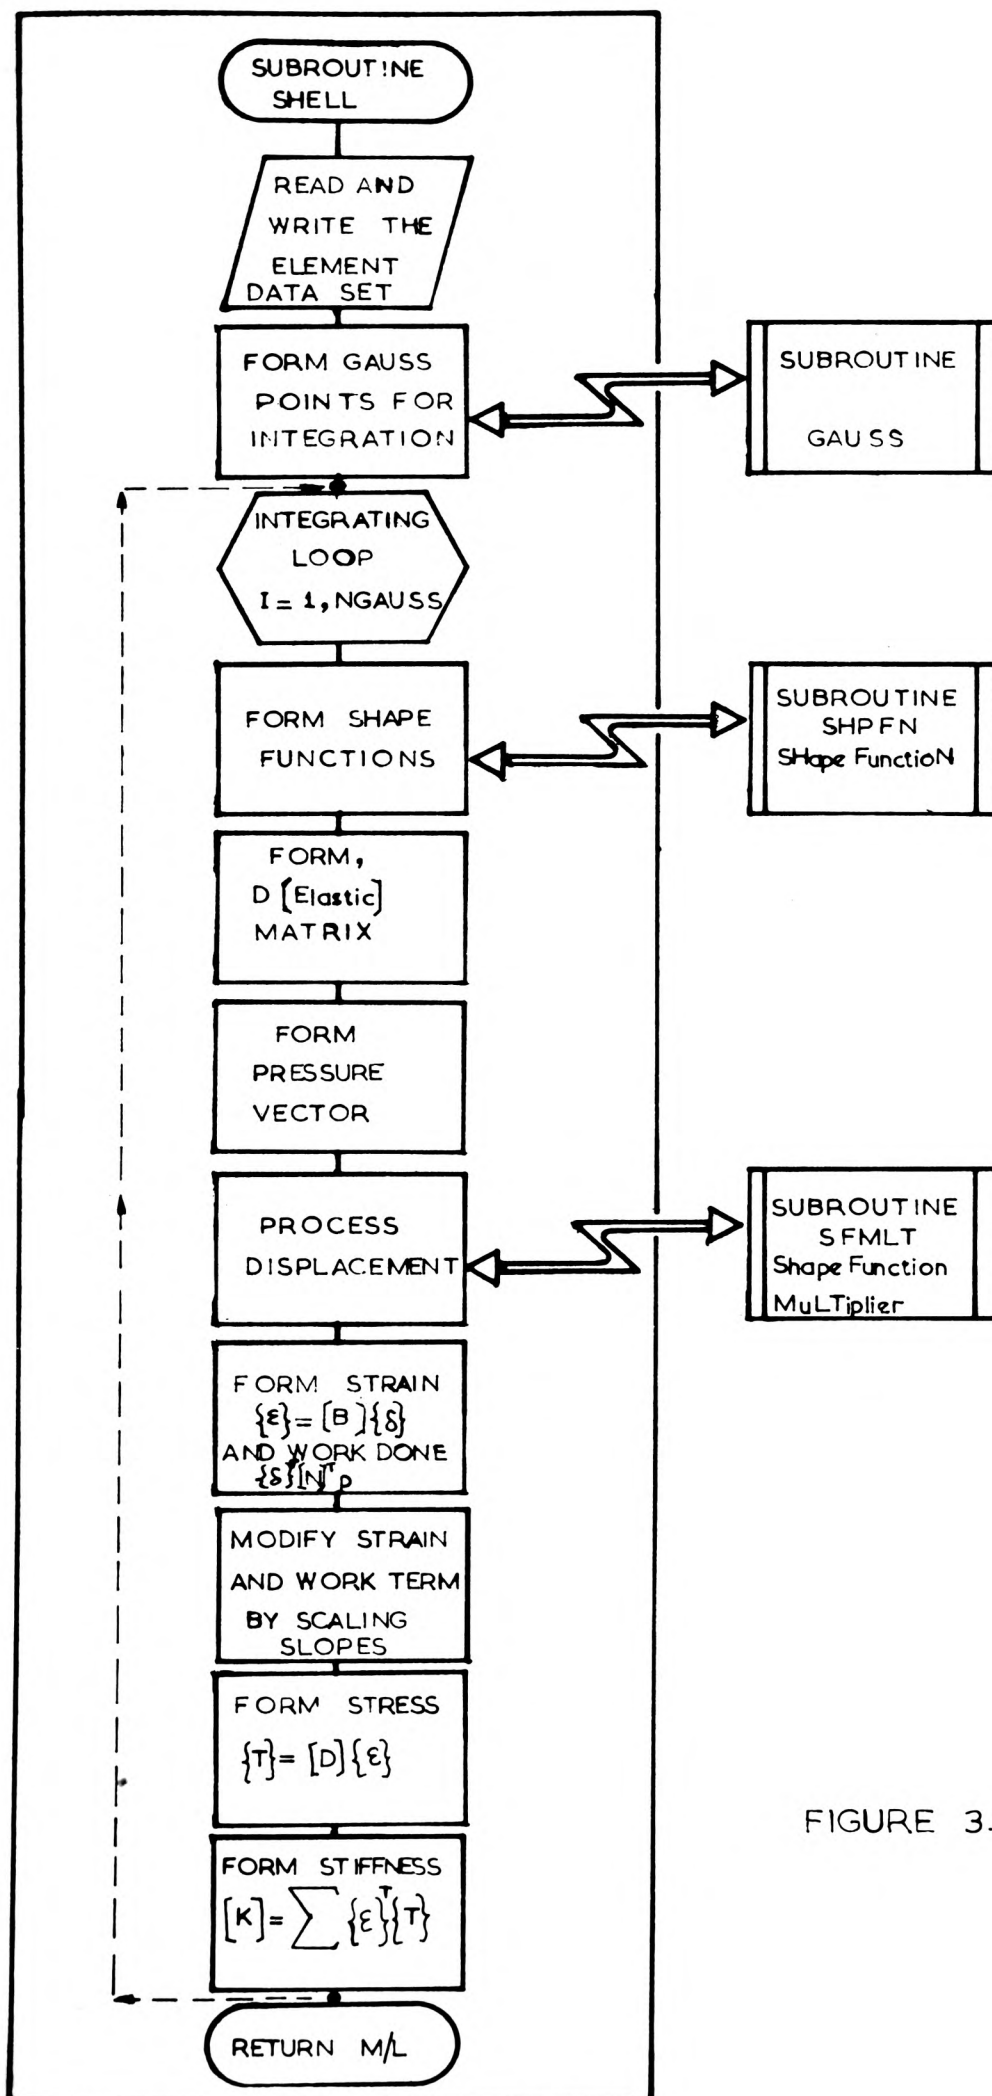 SUBROUTINE
SHELL
READ AND
WRITE THE
ELEMENT
DATA SET
FORM GAUSS
POINTS FOR
INTEGRATION
SUBROUTINE
GAUSS
INTEGRATING
LOOP
I = 1, NGAUSS
FORM SHAPE
FUNCTIONS
SUBROUTINE
SHPFN
SHape FunctioN
FORM,
D [Elastic]
MATRIX
FORM
PRESSURE
VECTOR
PROCESS
DISPLACEMENT
SUBROUTINE
SFMLT
Shape Function
MuLTiplier
FORM STRAIN
{ε} = [B]{δ}
AND WORK DONE
{δ}ᵀ[N]ᵀp
MODIFY STRAIN
AND WORK TERM
BY SCALING
SLOPES
FORM STRESS
{T} = [D]{ε}
FORM STIFFNESS
[K] = ∑ {ε}ᵀ{T}
RETURN M/L
FIGURE 3.